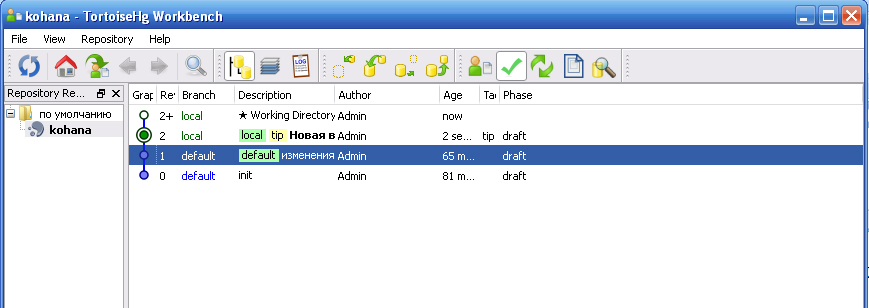 kohana - TortoiseHg Workbench
File View Repository Help
LOG
Repository Re...
по умолчанию
kohana
Grap Rev Branch Description Author Age Tag Phase
2+ local ★ Working Directory Admin now
2 local local tip Новая в Admin 2 se... tip draft
1 default default изменения Admin 65 m... draft
0 default init Admin 81 m... draft